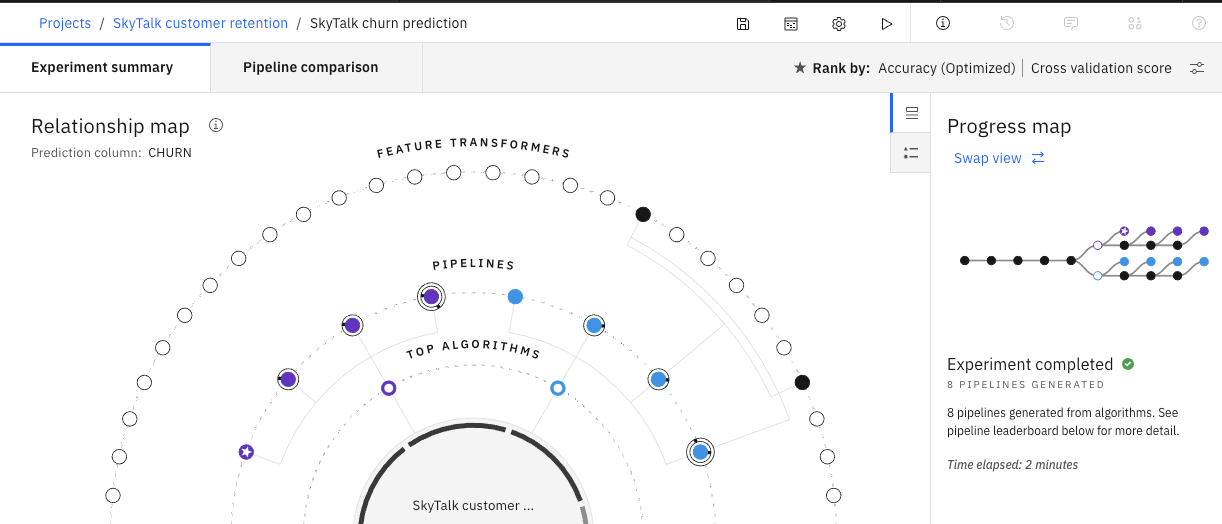 Projects / SkyTalk customer retention / SkyTalk churn prediction
Experiment summary
Pipeline comparison
Rank by: Accuracy (Optimized) | Cross validation score
Relationship map
Prediction column: CHURN
FEATURE TRANSFORMERS
PIPELINES
TOP ALGORITHMS
SkyTalk customer ...
Progress map
Swap view
Experiment completed
8 PIPELINES GENERATED
8 pipelines generated from algorithms. See
pipeline leaderboard below for more detail.
Time elapsed: 2 minutes